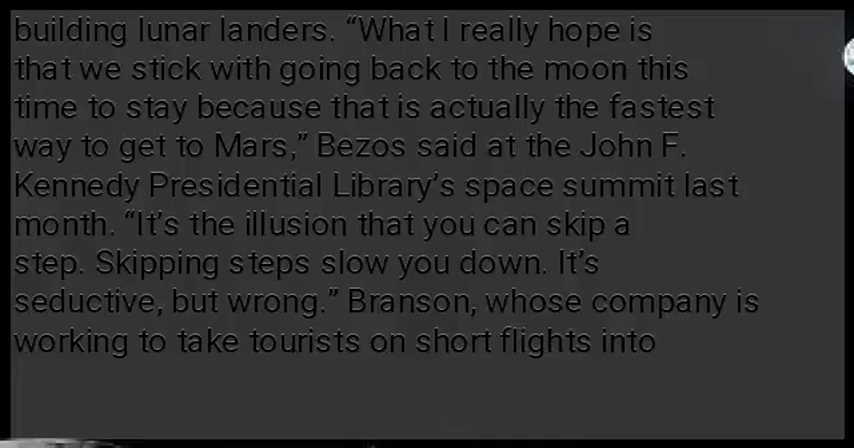 building lunar landers. “What I really hope is
that we stick with going back to the moon this
time to stay because that is actually the fastest
way to get to Mars,” Bezos said at the John F.
Kennedy Presidential Library’s space summit last
month. “It’s the illusion that you can skip a
step. Skipping steps slow you down. It’s
seductive, but wrong.” Branson, whose company is
working to take tourists on short flights into